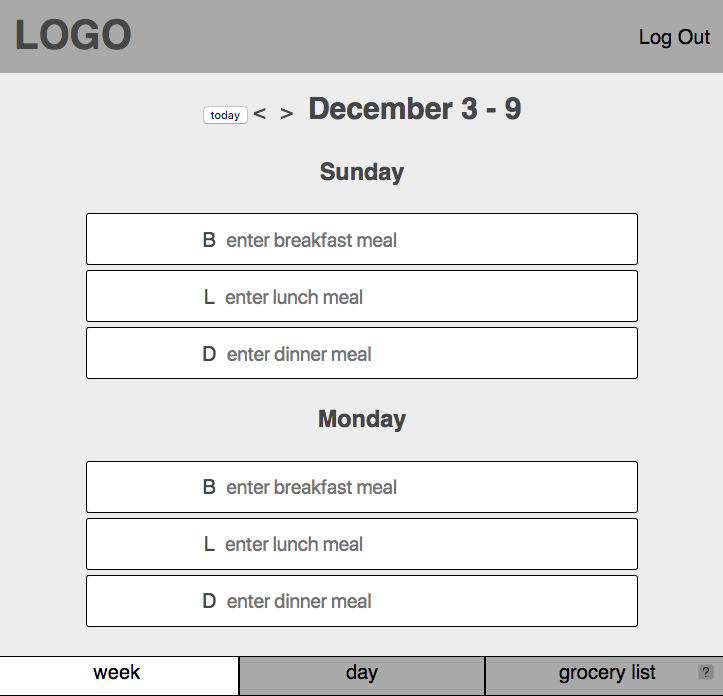 LOGO
Log Out
today < > December 3 - 9
Sunday
B enter breakfast meal
L enter lunch meal
D enter dinner meal
Monday
B enter breakfast meal
L enter lunch meal
D enter dinner meal
week day grocery list ?